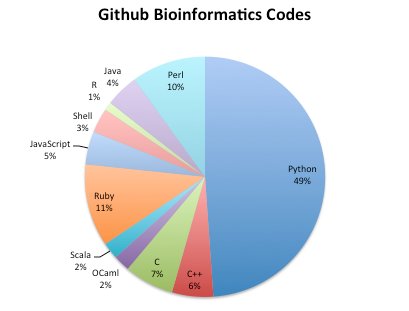 Github Bioinformatics Codes
Python
49%
C++
6%
C
7%
OCaml
2%
Scala
2%
Ruby
11%
JavaScript
5%
Shell
3%
R
1%
Java
4%
Perl
10%